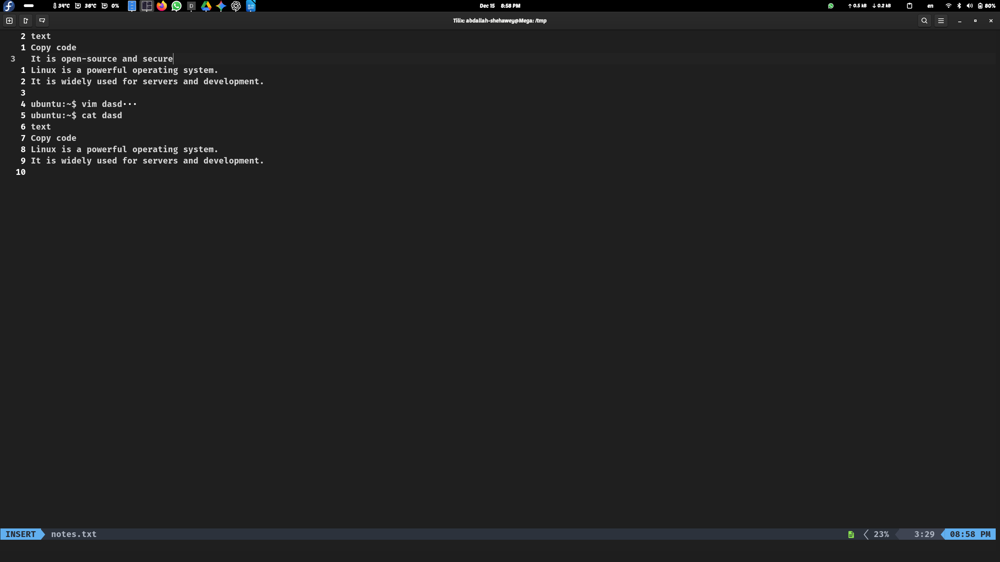 34°C 36°C 0% Dec 15 8:58 PM ↑ 0.5 kB ↓ 0.2 kB en 80%
Tilix: abdallah-shehawey@Mega: /tmp
2 text
1 Copy code
3 It is open-source and secure
1 Linux is a powerful operating system.
2 It is widely used for servers and development.
3
4 ubuntu:~$ vim dasd···
5 ubuntu:~$ cat dasd
6 text
7 Copy code
8 Linux is a powerful operating system.
9 It is widely used for servers and development.
10
INSERT notes.txt 23% 3:29 08:58 PM